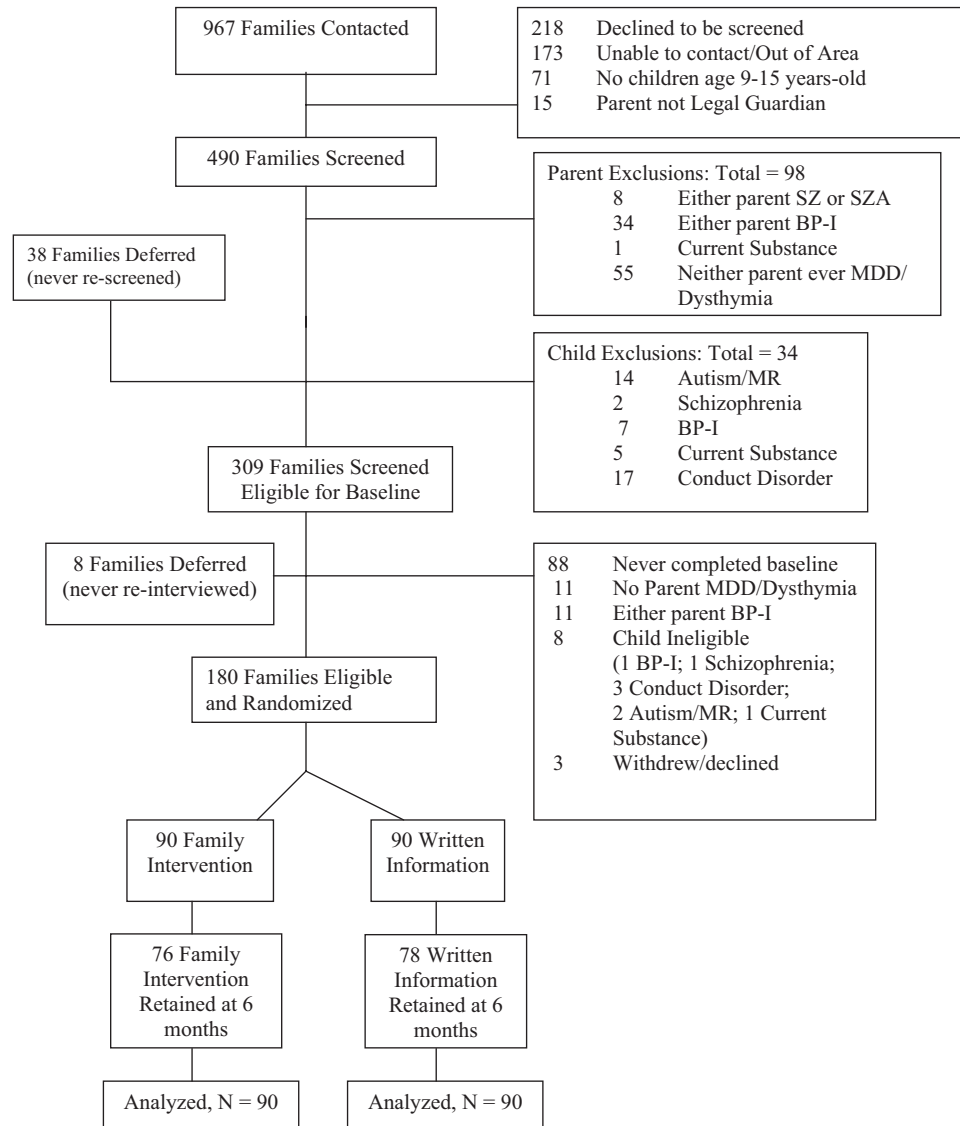 967 Families Contacted
218 Declined to be screened
173 Unable to contact/Out of Area
71 No children age 9-15 years-old
15 Parent not Legal Guardian
490 Families Screened
Parent Exclusions: Total = 98
8 Either parent SZ or SZA
34 Either parent BP-I
1 Current Substance
55 Neither parent ever MDD/
Dysthymia
38 Families Deferred
(never re-screened)
Child Exclusions: Total = 34
14 Autism/MR
2 Schizophrenia
7 BP-I
5 Current Substance
17 Conduct Disorder
309 Families Screened
Eligible for Baseline
8 Families Deferred
(never re-interviewed)
88 Never completed baseline
11 No Parent MDD/Dysthymia
11 Either parent BP-I
8 Child Ineligible
(1 BP-I; 1 Schizophrenia;
3 Conduct Disorder;
2 Autism/MR; 1 Current
Substance)
3 Withdrew/declined
180 Families Eligible
and Randomized
90 Family
Intervention
90 Written
Information
76 Family
Intervention
Retained at 6
months
78 Written
Information
Retained at 6
months
Analyzed, N = 90
Analyzed, N = 90